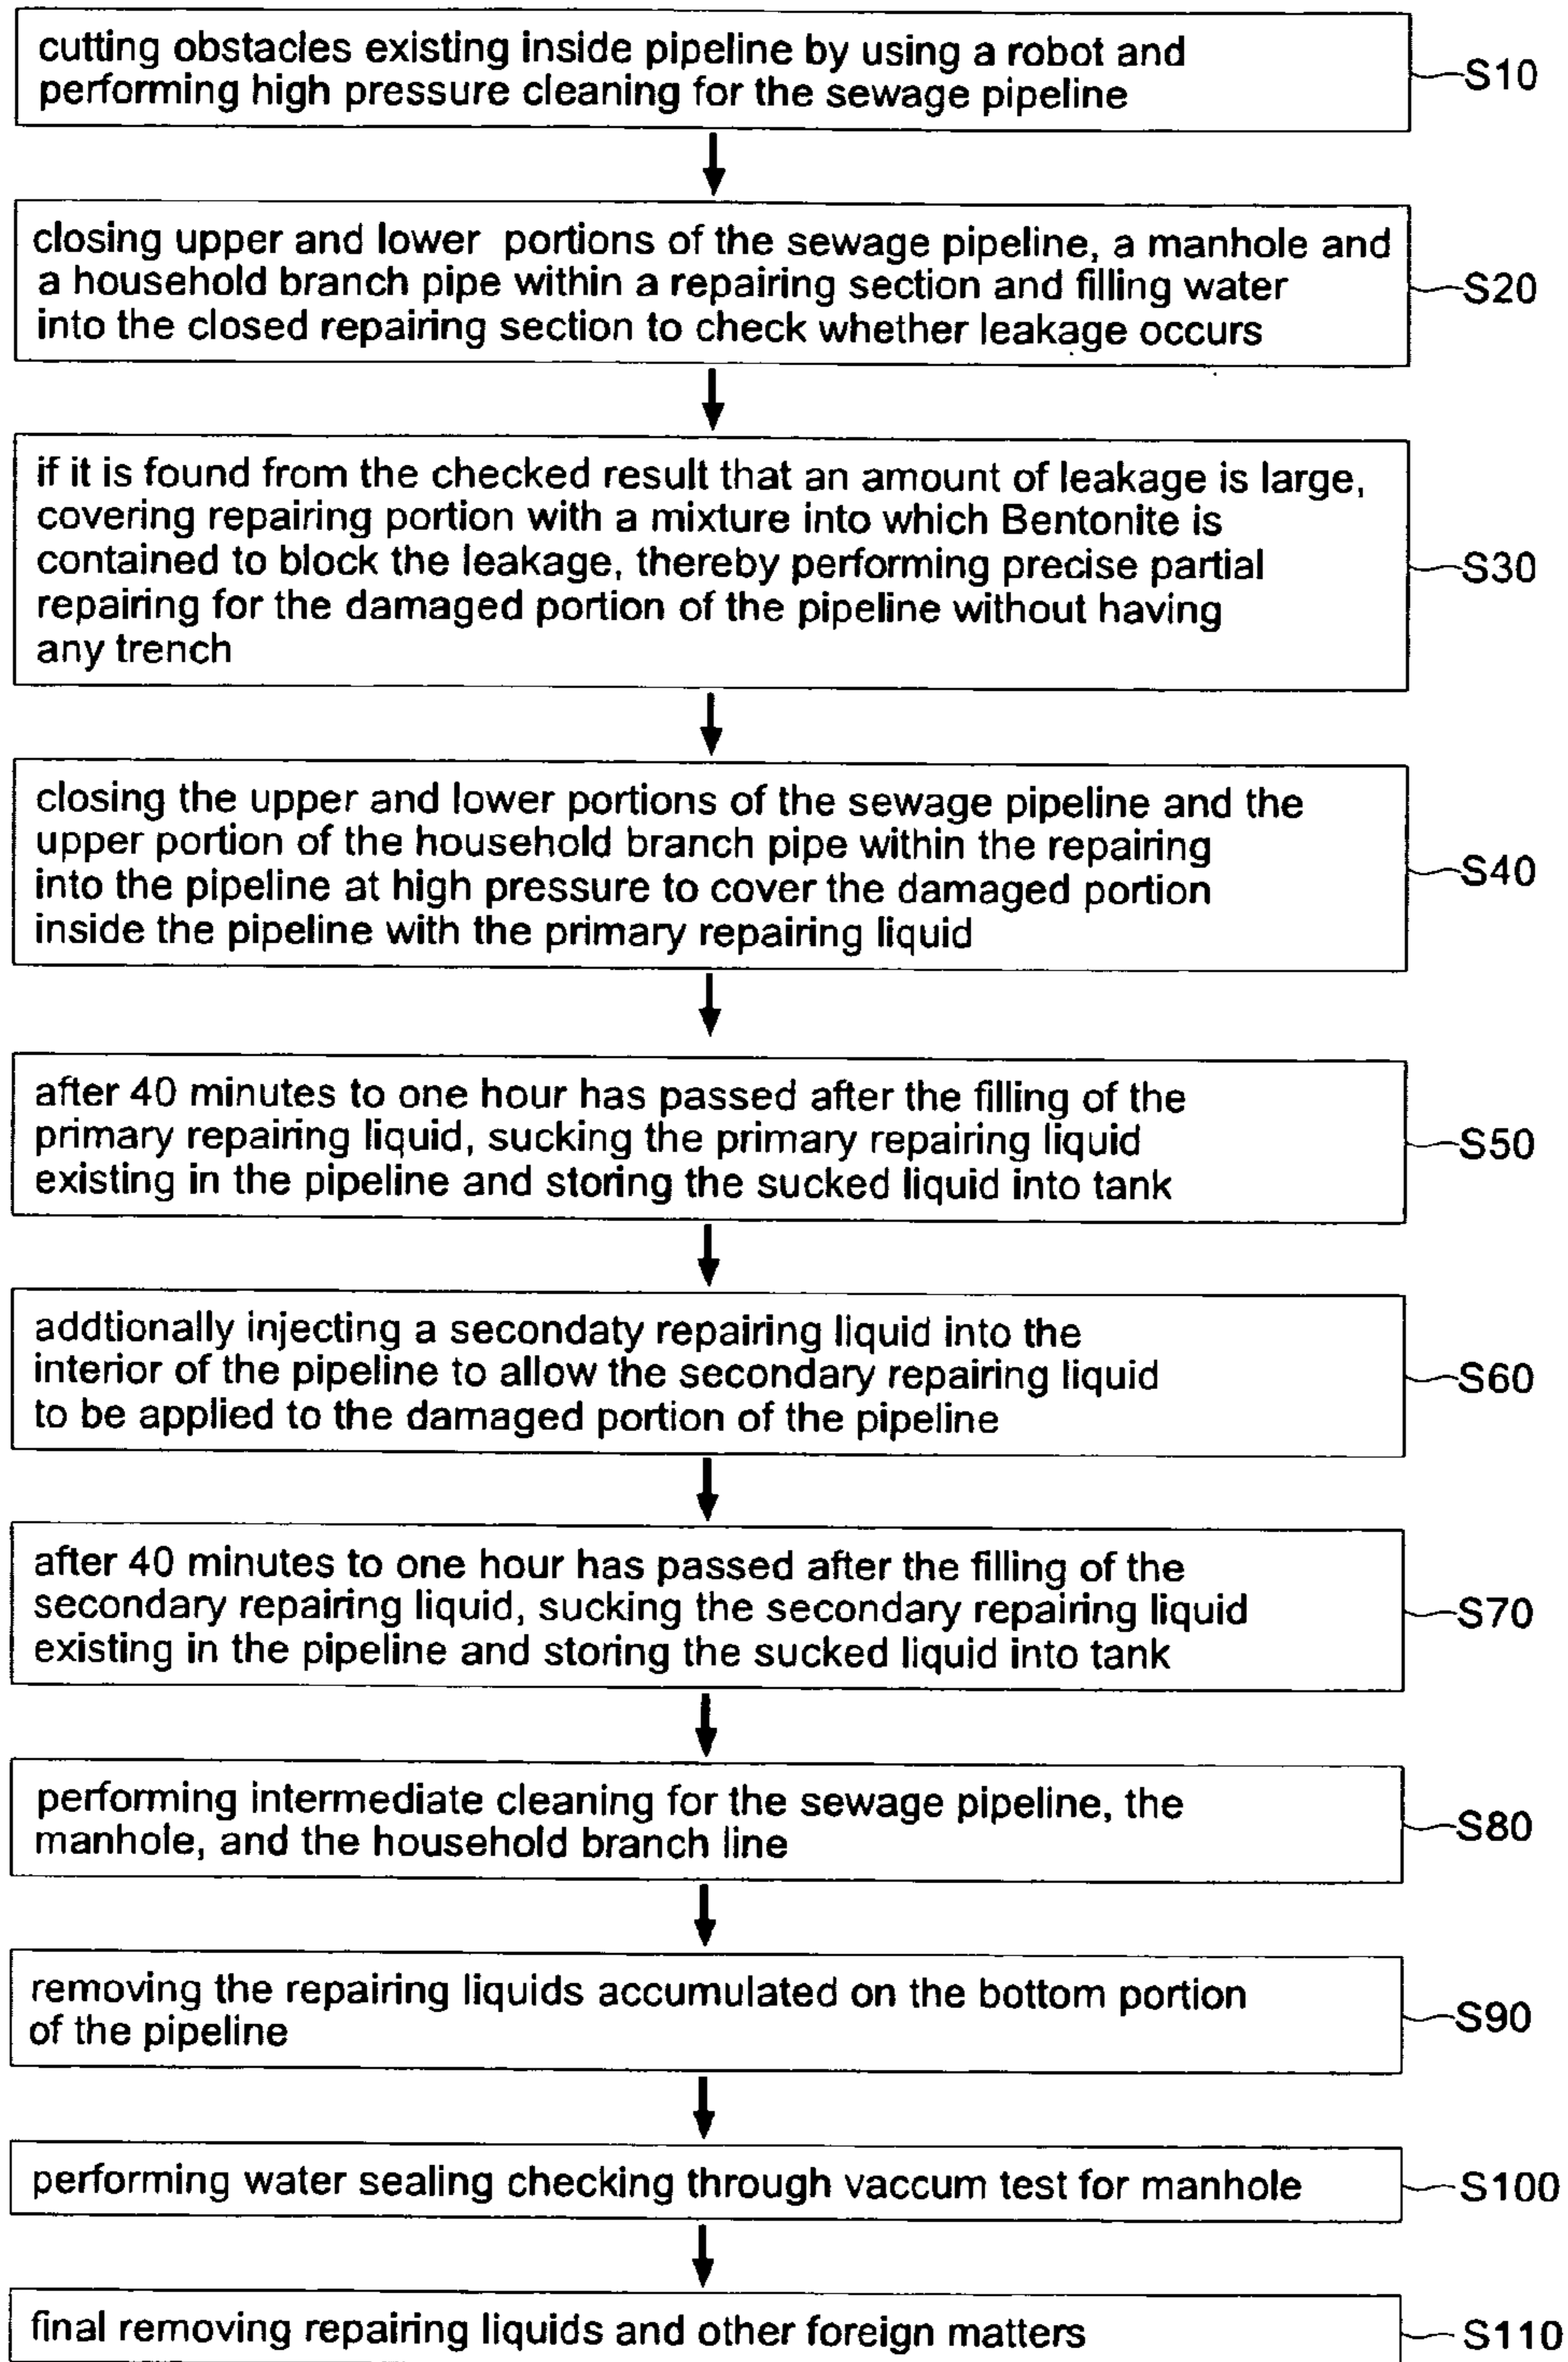 cutting obstacles existing inside pipeline by using a robot and
performing high pressure cleaning for the sewage pipeline
S10
closing upper and lower portions of the sewage pipeline, a manhole and
a household branch pipe within a repairing section and filling water
into the closed repairing section to check whether leakage occurs
S20
if it is found from the checked result that an amount of leakage is large,
covering repairing portion with a mixture into which Bentonite is
contained to block the leakage, thereby performing precise partial
repairing for the damaged portion of the pipeline without having
any trench
S30
closing the upper and lower portions of the sewage pipeline and the
upper portion of the household branch pipe within the repairing
into the pipeline at high pressure to cover the damaged portion
inside the pipeline with the primary repairing liquid
S40
after 40 minutes to one hour has passed after the filling of the
primary repairing liquid, sucking the primary repairing liquid
existing in the pipeline and storing the sucked liquid into tank
S50
addtionally injecting a secondaty repairing liquid into the
interior of the pipeline to allow the secondary repairing liquid
to be applied to the damaged portion of the pipeline
S60
after 40 minutes to one hour has passed after the filling of the
secondary repairing liquid, sucking the secondary repairing liquid
existing in the pipeline and storing the sucked liquid into tank
S70
performing intermediate cleaning for the sewage pipeline, the
manhole, and the household branch line
S80
removing the repairing liquids accumulated on the bottom portion
of the pipeline
S90
performing water sealing checking through vaccum test for manhole
S100
final removing repairing liquids and other foreign matters
S110